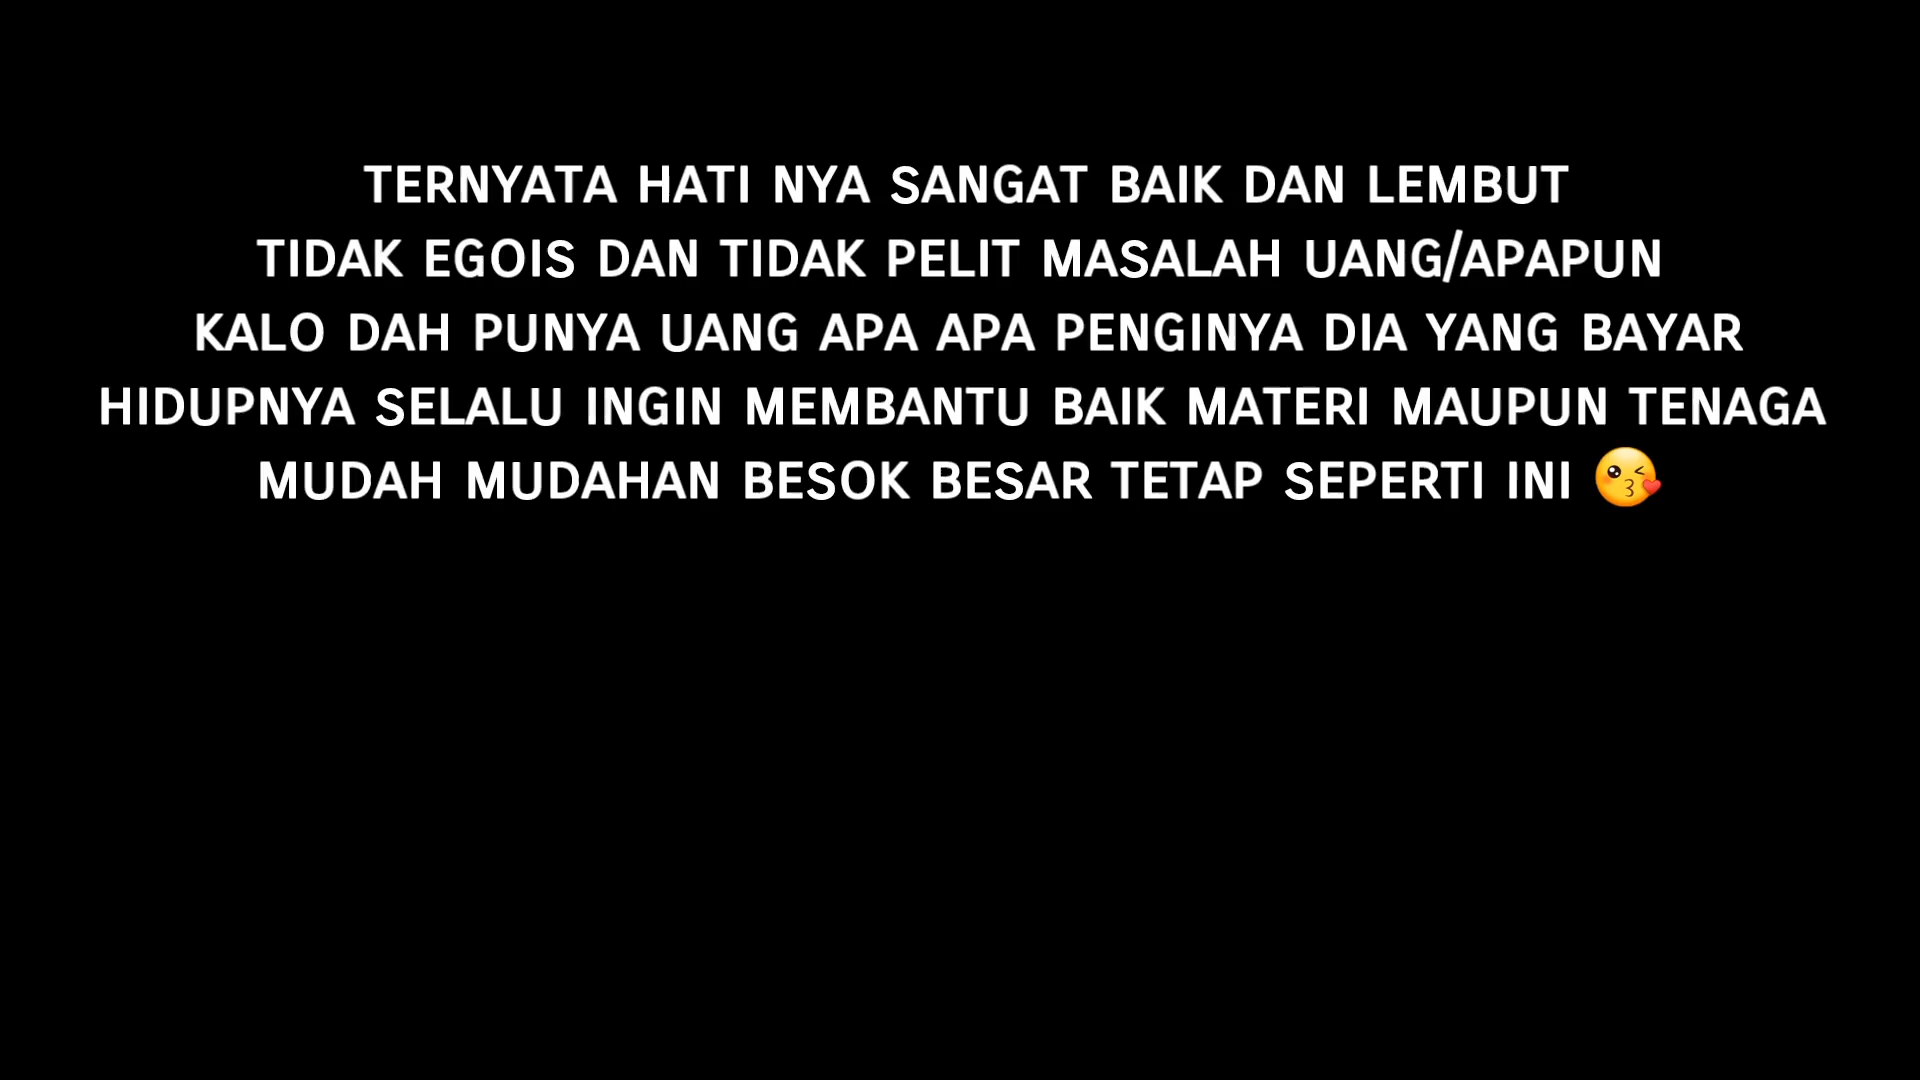 TERNYATA HATI NYA SANGAT BAIK DAN LEMBUT
TIDAK EGOIS DAN TIDAK PELIT MASALAH UANG/APAPUN
KALO DAH PUNYA UANG APA APA PENGINYA DIA YANG BAYAR
HIDUPNYA SELALU INGIN MEMBANTU BAIK MATERI MAUPUN TENAGA
MUDAH MUDAHAN BESOK BESAR TETAP SEPERTI INI 😘